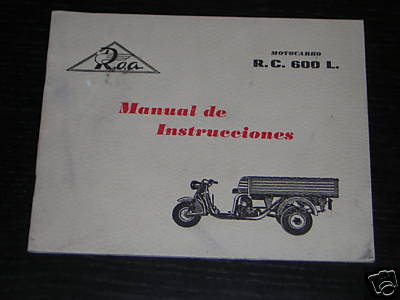 Roa
MOTOCARRO
R.C. 600 L.
Manual de
Instrucciones